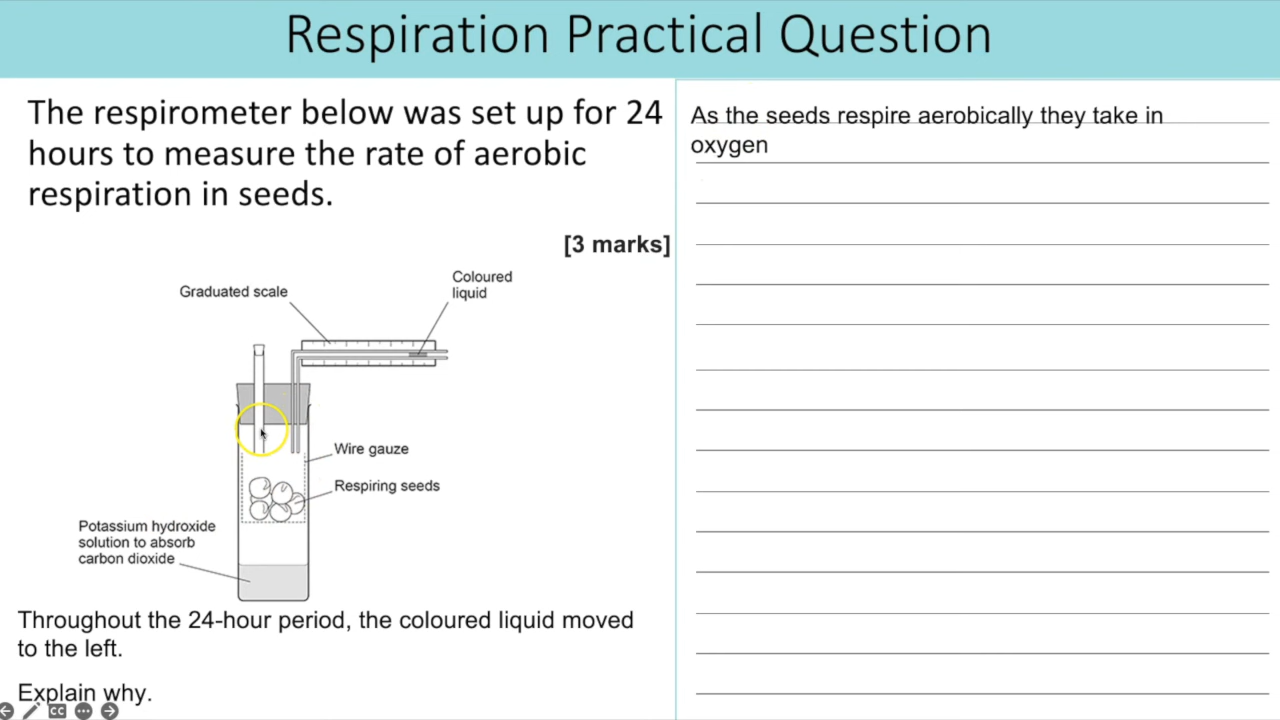 Respiration Practical Question
The respirometer below was set up for 24
hours to measure the rate of aerobic
respiration in seeds.
[3 marks]
Graduated scale
Coloured
liquid
Wire gauze
Respiring seeds
Potassium hydroxide
solution to absorb
carbon dioxide
Throughout the 24-hour period, the coloured liquid moved
to the left.
Explain why.
CC
As the seeds respire aerobically they take in
oxygen